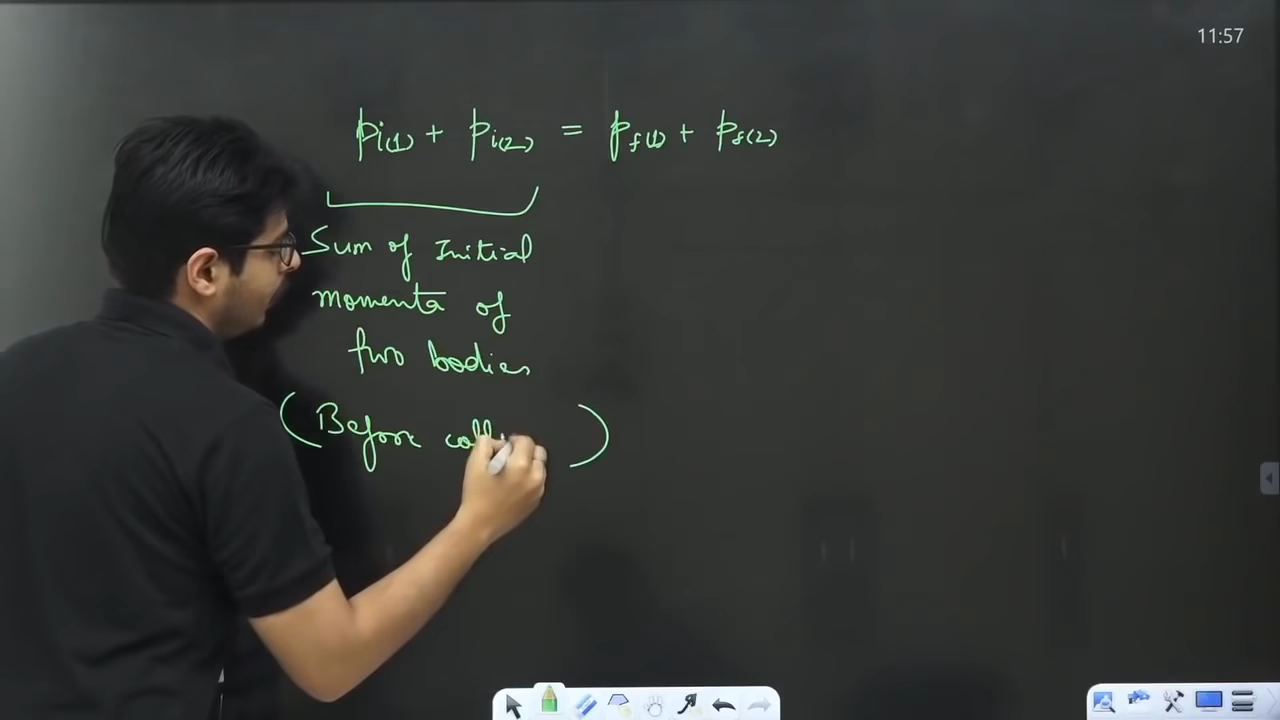 11:57
pi(1) + pi(2) = pf(1) + pf(2)
Sum of Initial
momenta of
two bodies
(Before coll )